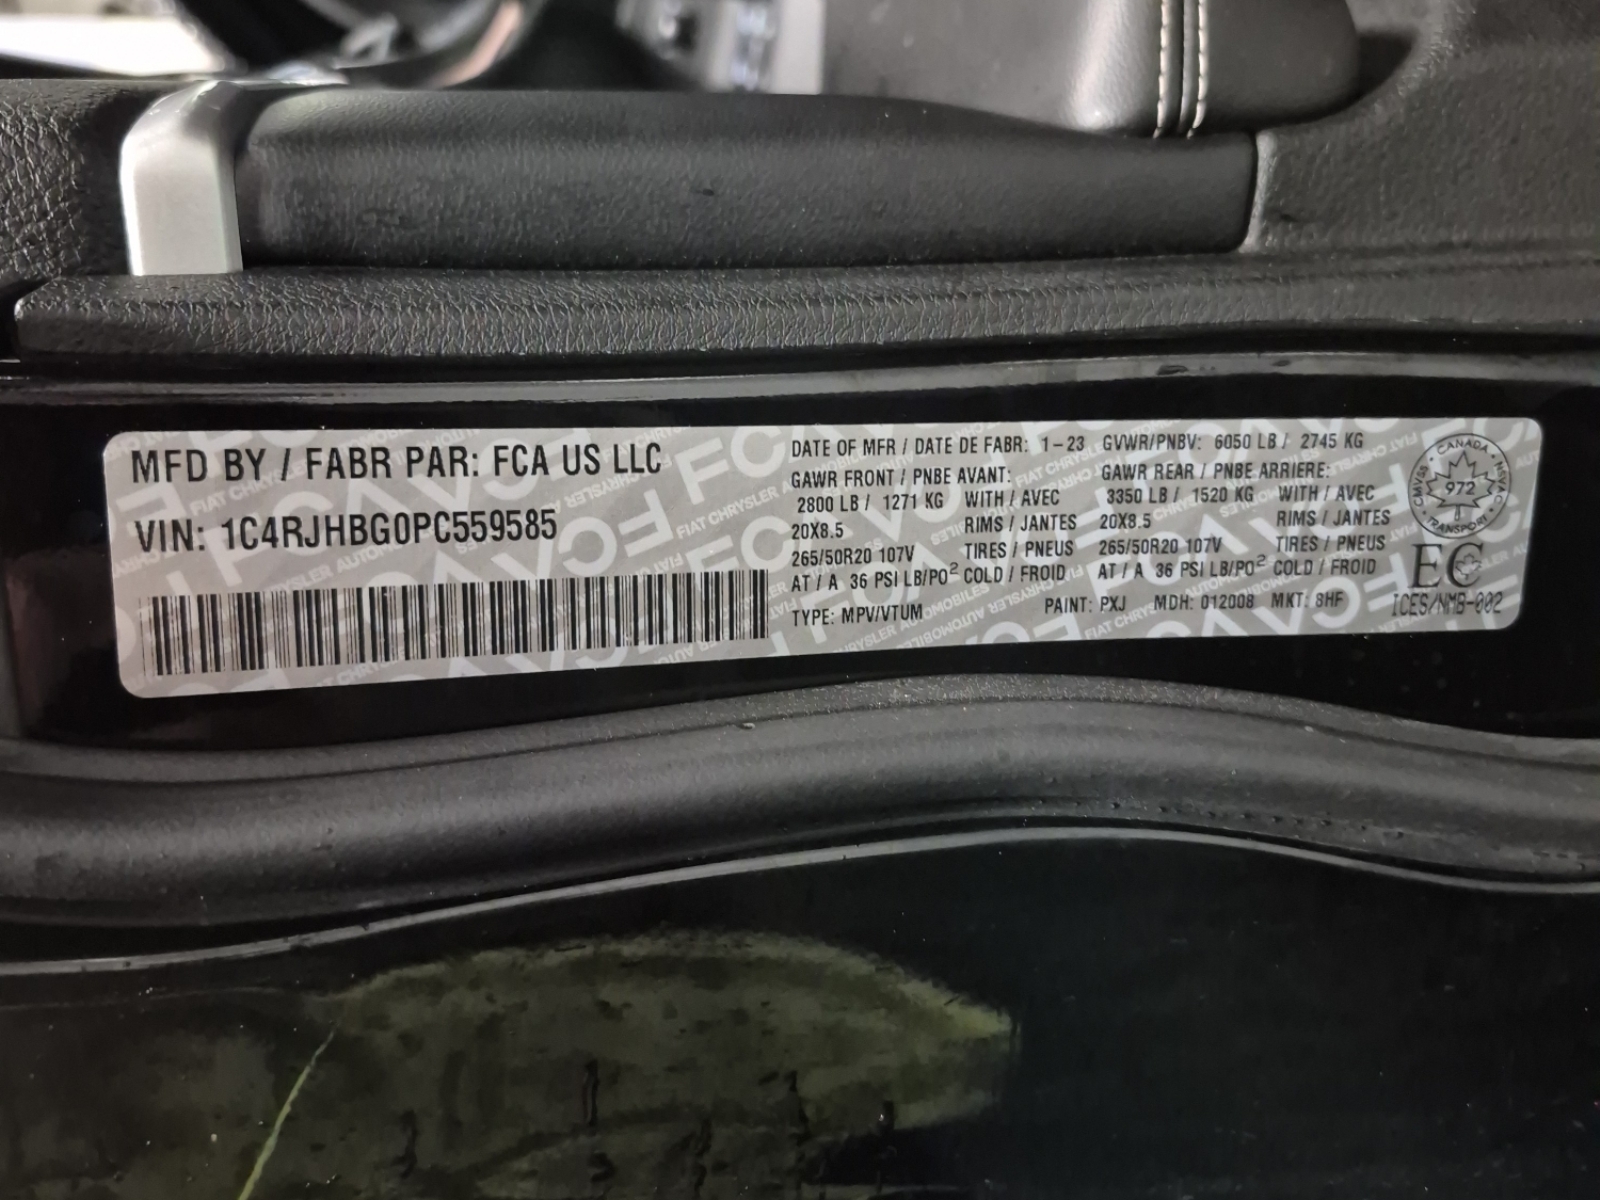 MFD BY / FABR PAR: FCA US LLC
VIN: 1C4RJHBG0PC559585
DATE OF MFR / DATE DE FABR: 1-23 GVWR/PNBV: 6050 LB / 2745 KG
GAWR FRONT / PNBE AVANT: GAWR REAR / PNBE ARRIERE:
2800 LB / 1271 KG WITH / AVEC 3350 LB / 1520 KG WITH / AVEC
20X8.5 RIMS / JANTES 20X8.5 RIMS / JANTES
265/50R20 107V TIRES / PNEUS 265/50R20 107V TIRES / PNEUS
AT / A 36 PSI LB/PO² COLD / FROID AT / A 36 PSI LB/PO² COLD / FROID
TYPE: MPV/VTUM PAINT: PXJ MDH: 012008 MKT: 8HF
CANADA
CMVSS 972 NSVAC
TRANSPORT
EC
ICES/NMB-002